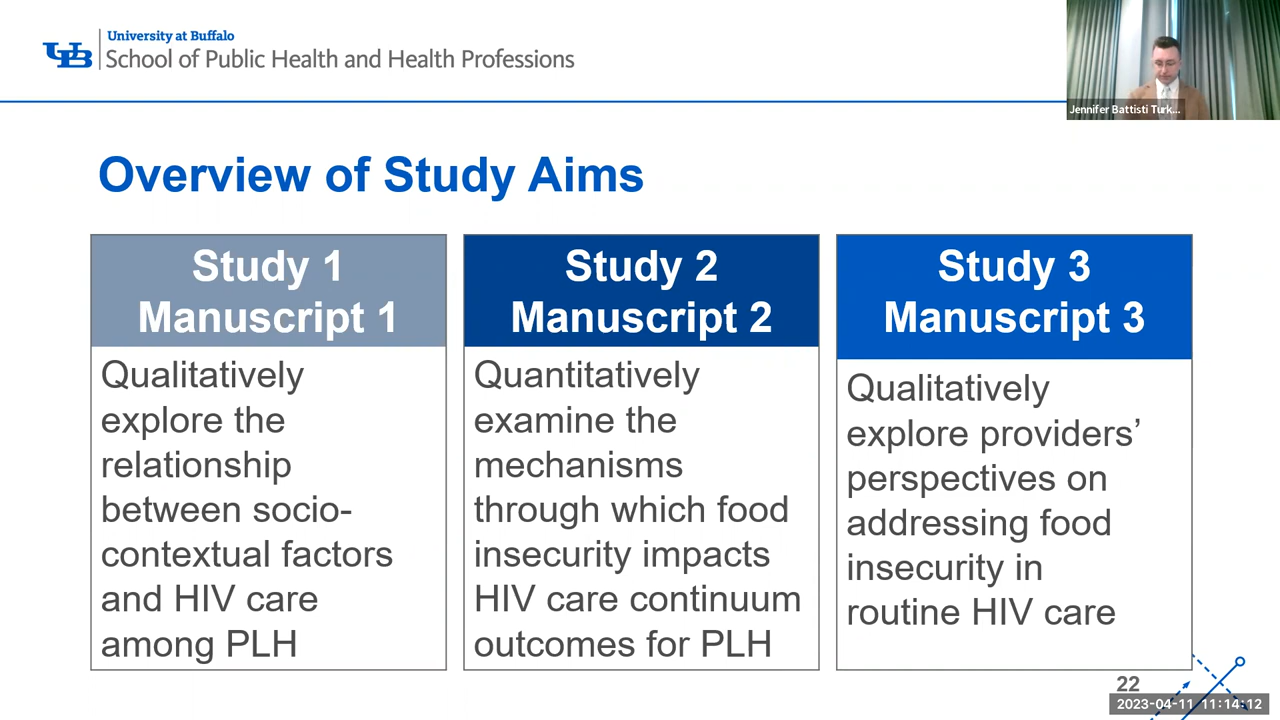 University at Buffalo
School of Public Health and Health Professions
Jennifer Battisti Turk...
Overview of Study Aims
Study 1
Manuscript 1
Qualitatively
explore the
relationship
between socio-
contextual factors
and HIV care
among PLH
Study 2
Manuscript 2
Quantitatively
examine the
mechanisms
through which food
insecurity impacts
HIV care continuum
outcomes for PLH
Study 3
Manuscript 3
Qualitatively
explore providers’
perspectives on
addressing food
insecurity in
routine HIV care
22
2023-04-11 11:14:12